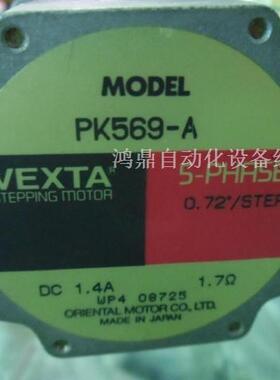 MODEL
PK569-A
鸿鼎自动化设备
VEXTA
STEPPING MOTOR
5-PHASE
0.72°/STEP
DC 1.4A 1.7Ω
WP4 08725
ORIENTAL MOTOR CO., LTD.
MADE IN JAPAN